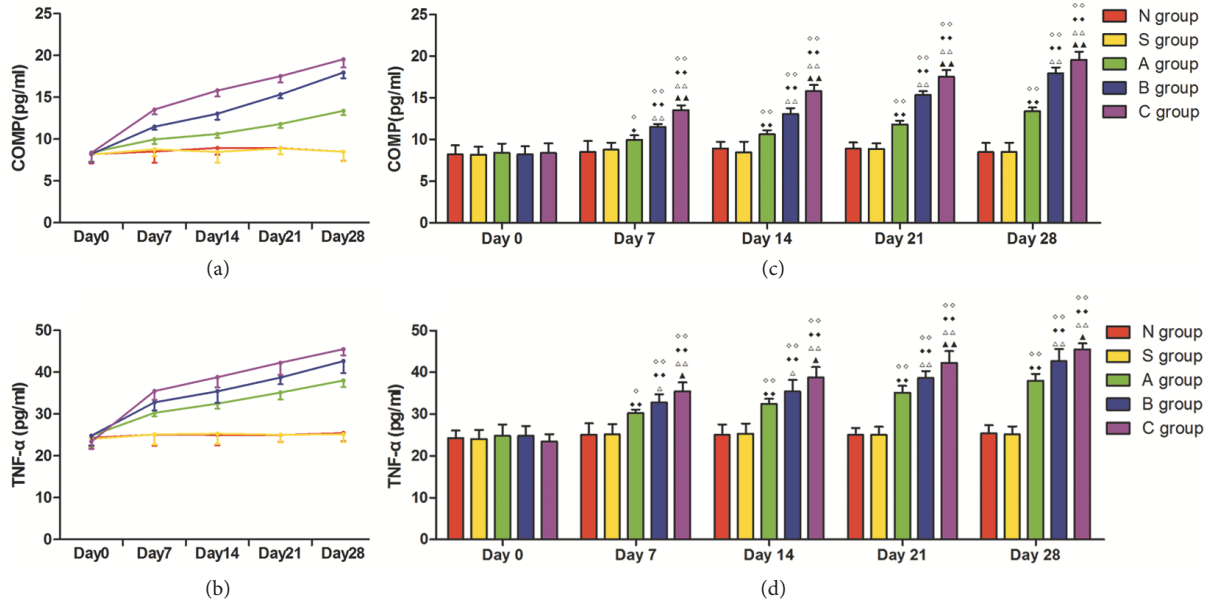 COMP(pg/ml)
25
20
15
10
5
0
Day0 Day7 Day14 Day21 Day28
(a)
COMP(pg/ml)
25
20
15
10
5
0
Day 0 Day 7 Day 14 Day 21 Day 28
(c)
N group
S group
A group
B group
C group
TNF-α (pg/ml)
50
40
30
20
10
0
Day0 Day7 Day14 Day21 Day28
(b)
TNF-α (pg/ml)
50
40
30
20
10
0
Day 0 Day 7 Day 14 Day 21 Day 28
(d)
N group
S group
A group
B group
C group